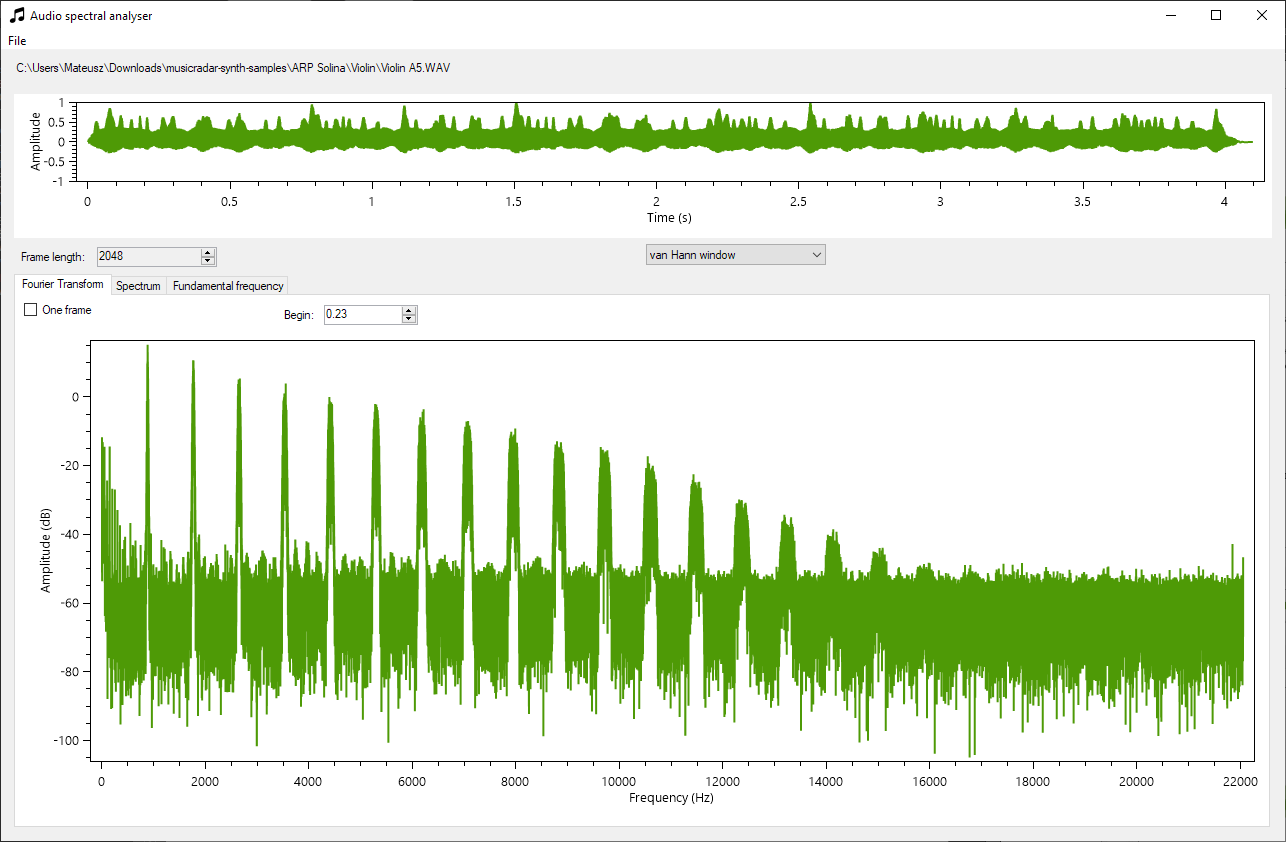 Audio spectral analyser
File
C:\Users\Mateusz\Downloads\musicradar-synth-samples\ARP Solina\Violin\Violin A5.WAV
Amplitude
1
0.5
0
-0.5
-1
0 0.5 1 1.5 2 2.5 3 3.5 4
Time (s)
Frame length: 2048 van Hann window
Fourier Transform Spectrum Fundamental frequency
One frame Begin: 0.23
Amplitude (dB)
0
-20
-40
-60
-80
-100
0 2000 4000 6000 8000 10000 12000 14000 16000 18000 20000 22000
Frequency (Hz)